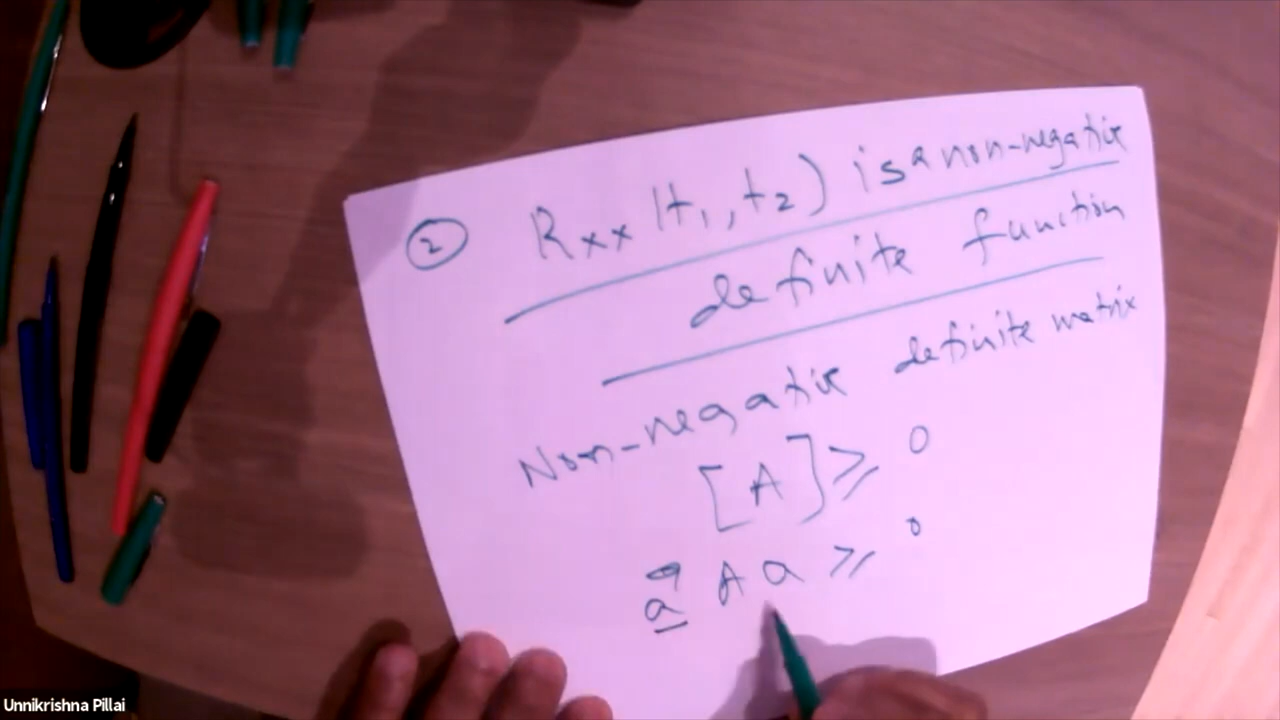 ② Rxx(t₁, t₂) is a non-negative
definite function
Non-negative definite matrix
[A] ≥ 0
a A a ≥ 0
Unnikrishna Pillai